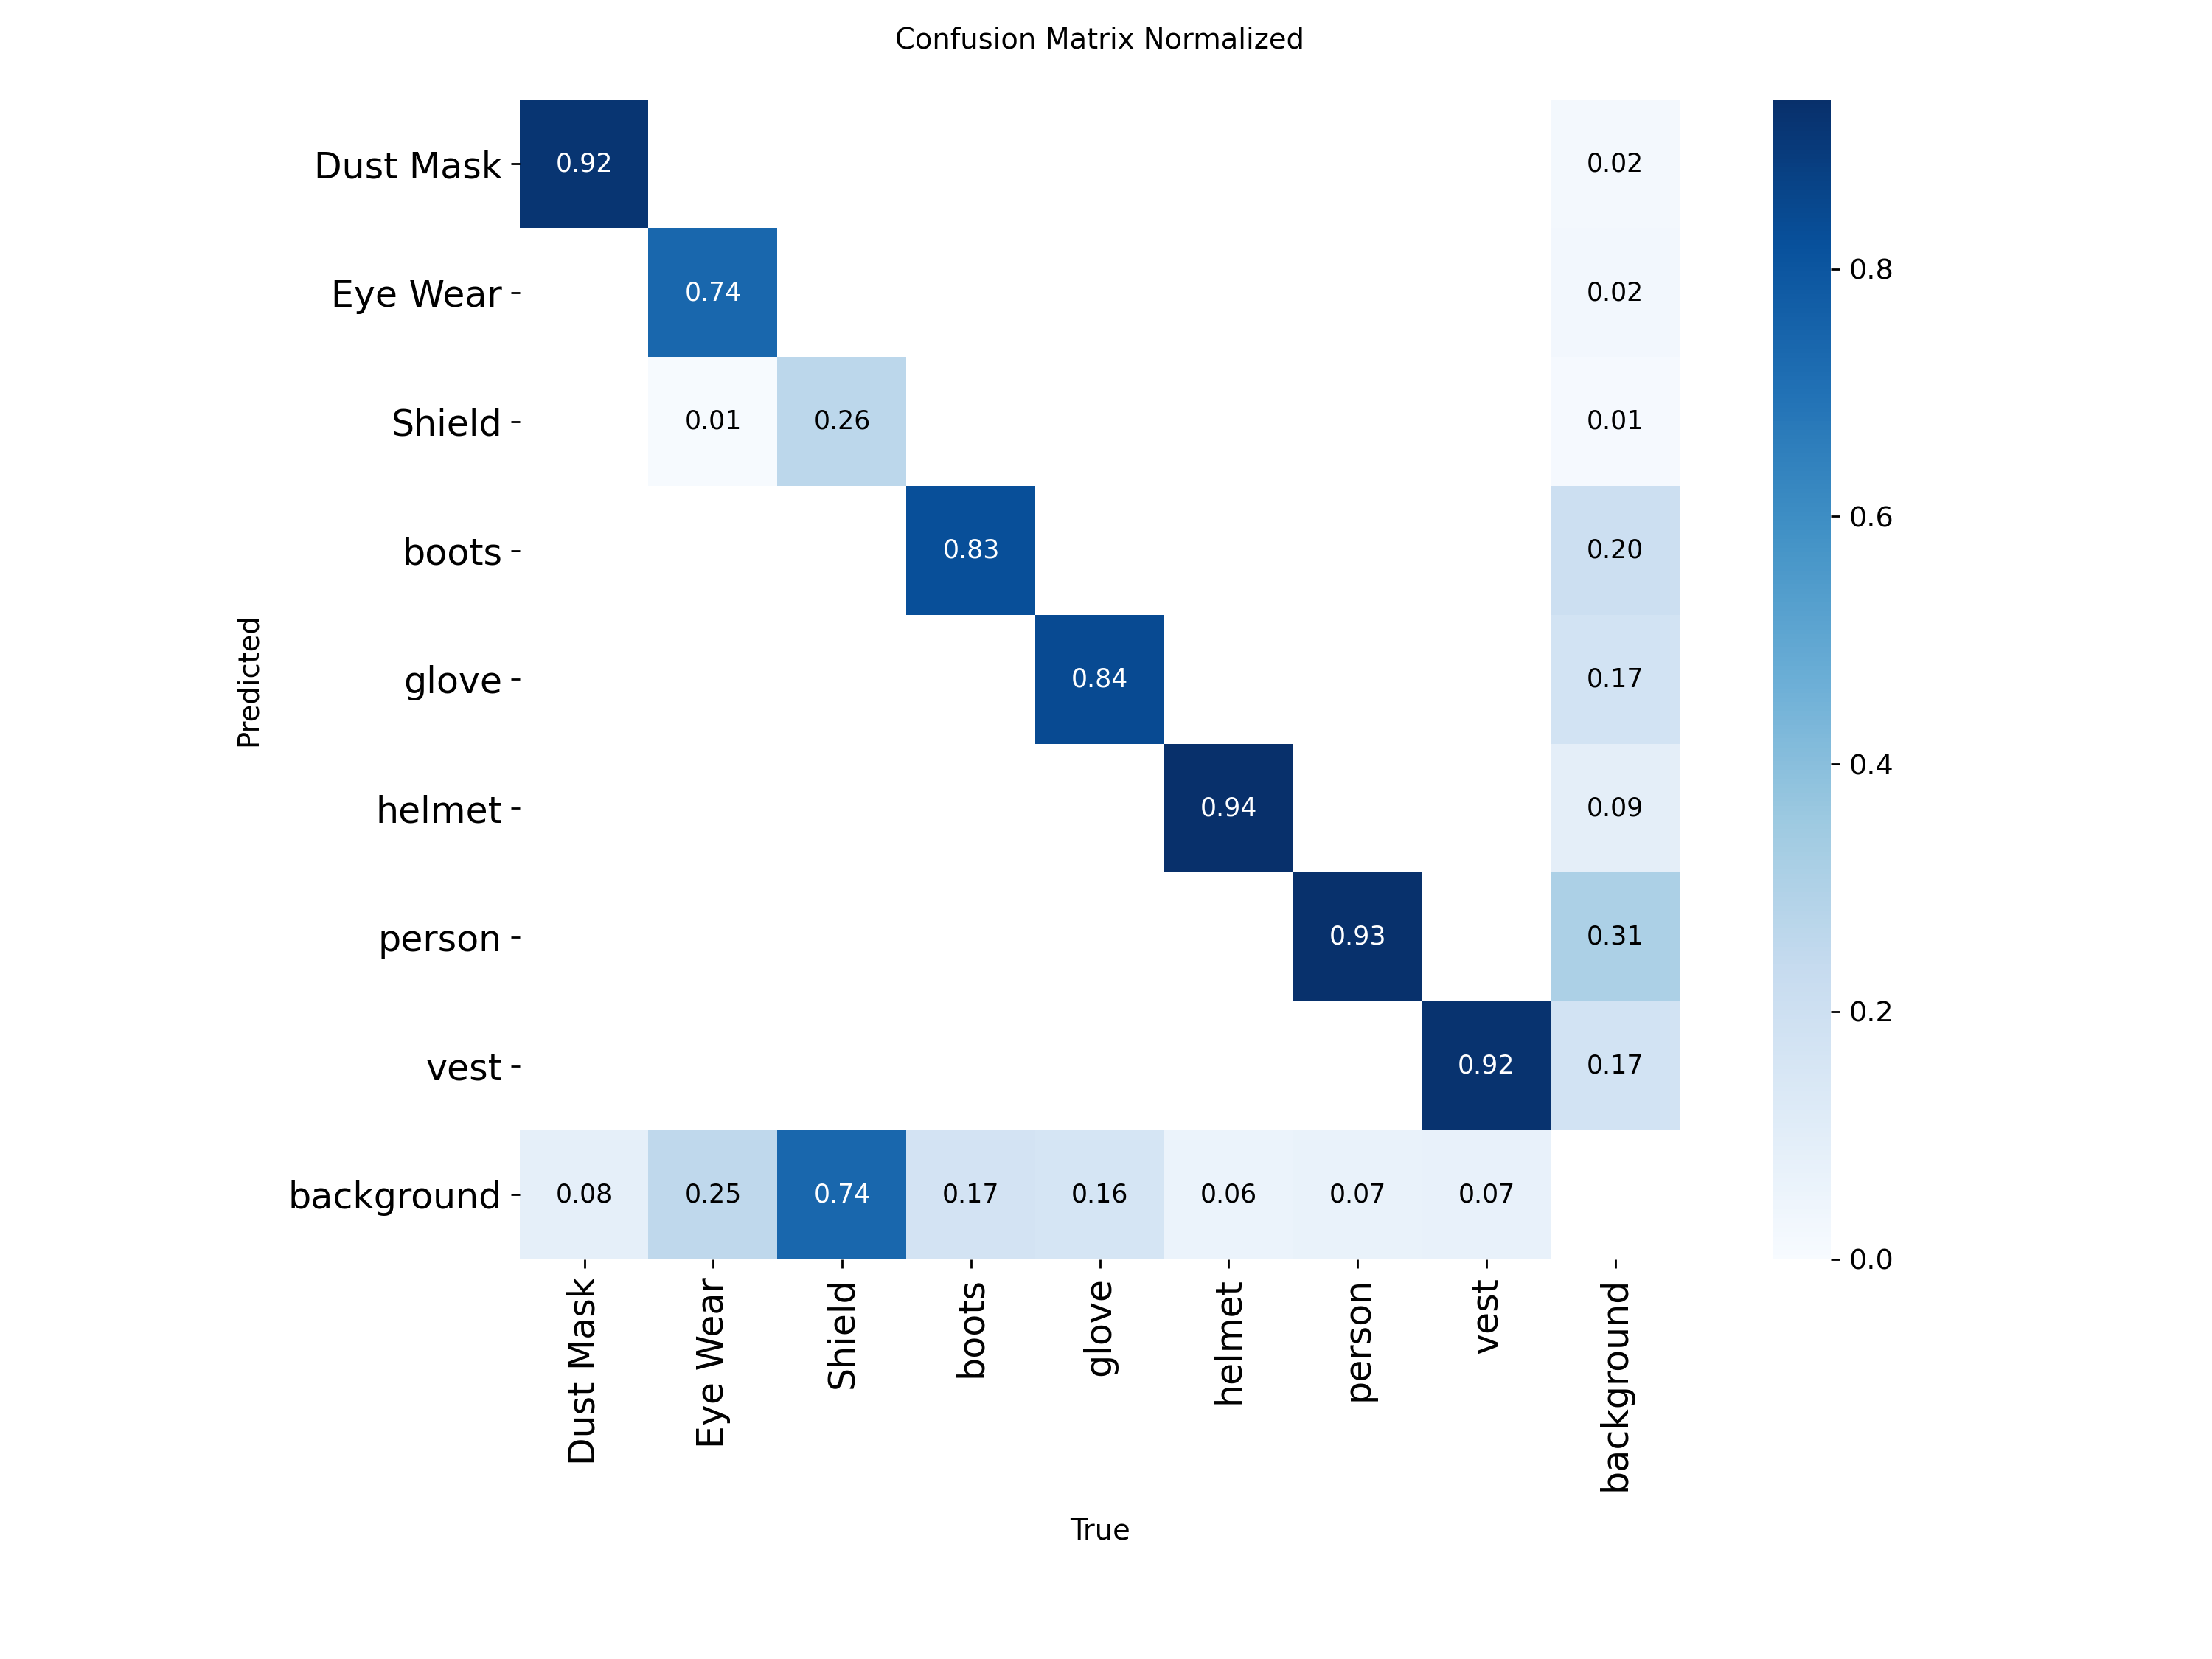 Confusion Matrix Normalized
Dust Mask 0.92 0.02
Eye Wear 0.74 0.02
Shield 0.01 0.26 0.01
boots 0.83 0.20
glove 0.84 0.17
helmet 0.94 0.09
person 0.93 0.31
vest 0.92 0.17
background 0.08 0.25 0.74 0.17 0.16 0.06 0.07 0.07
Predicted
Dust Mask
Eye Wear
Shield
boots
glove
helmet
person
vest
background
True
0.8
0.6
0.4
0.2
0.0